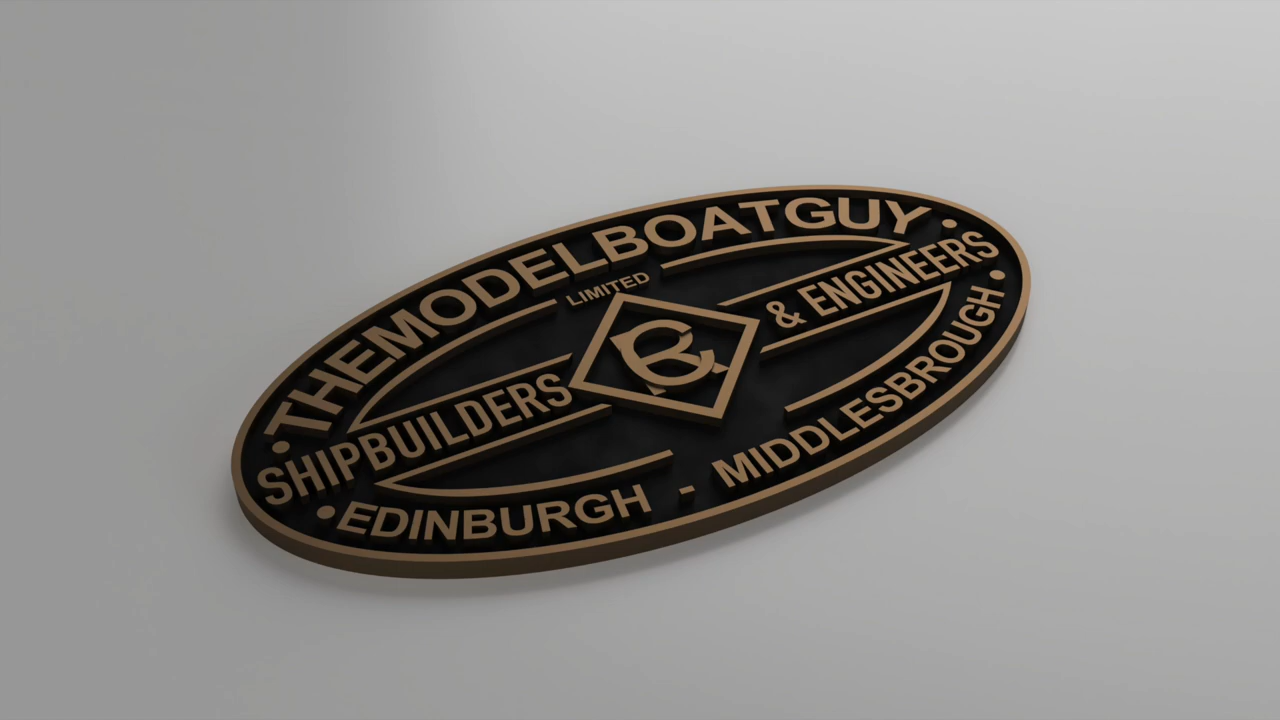 •THEMODELBOATGUY•
LIMITED
SHIPBUILDERS & ENGINEERS
•EDINBURGH - MIDDLESBROUGH•